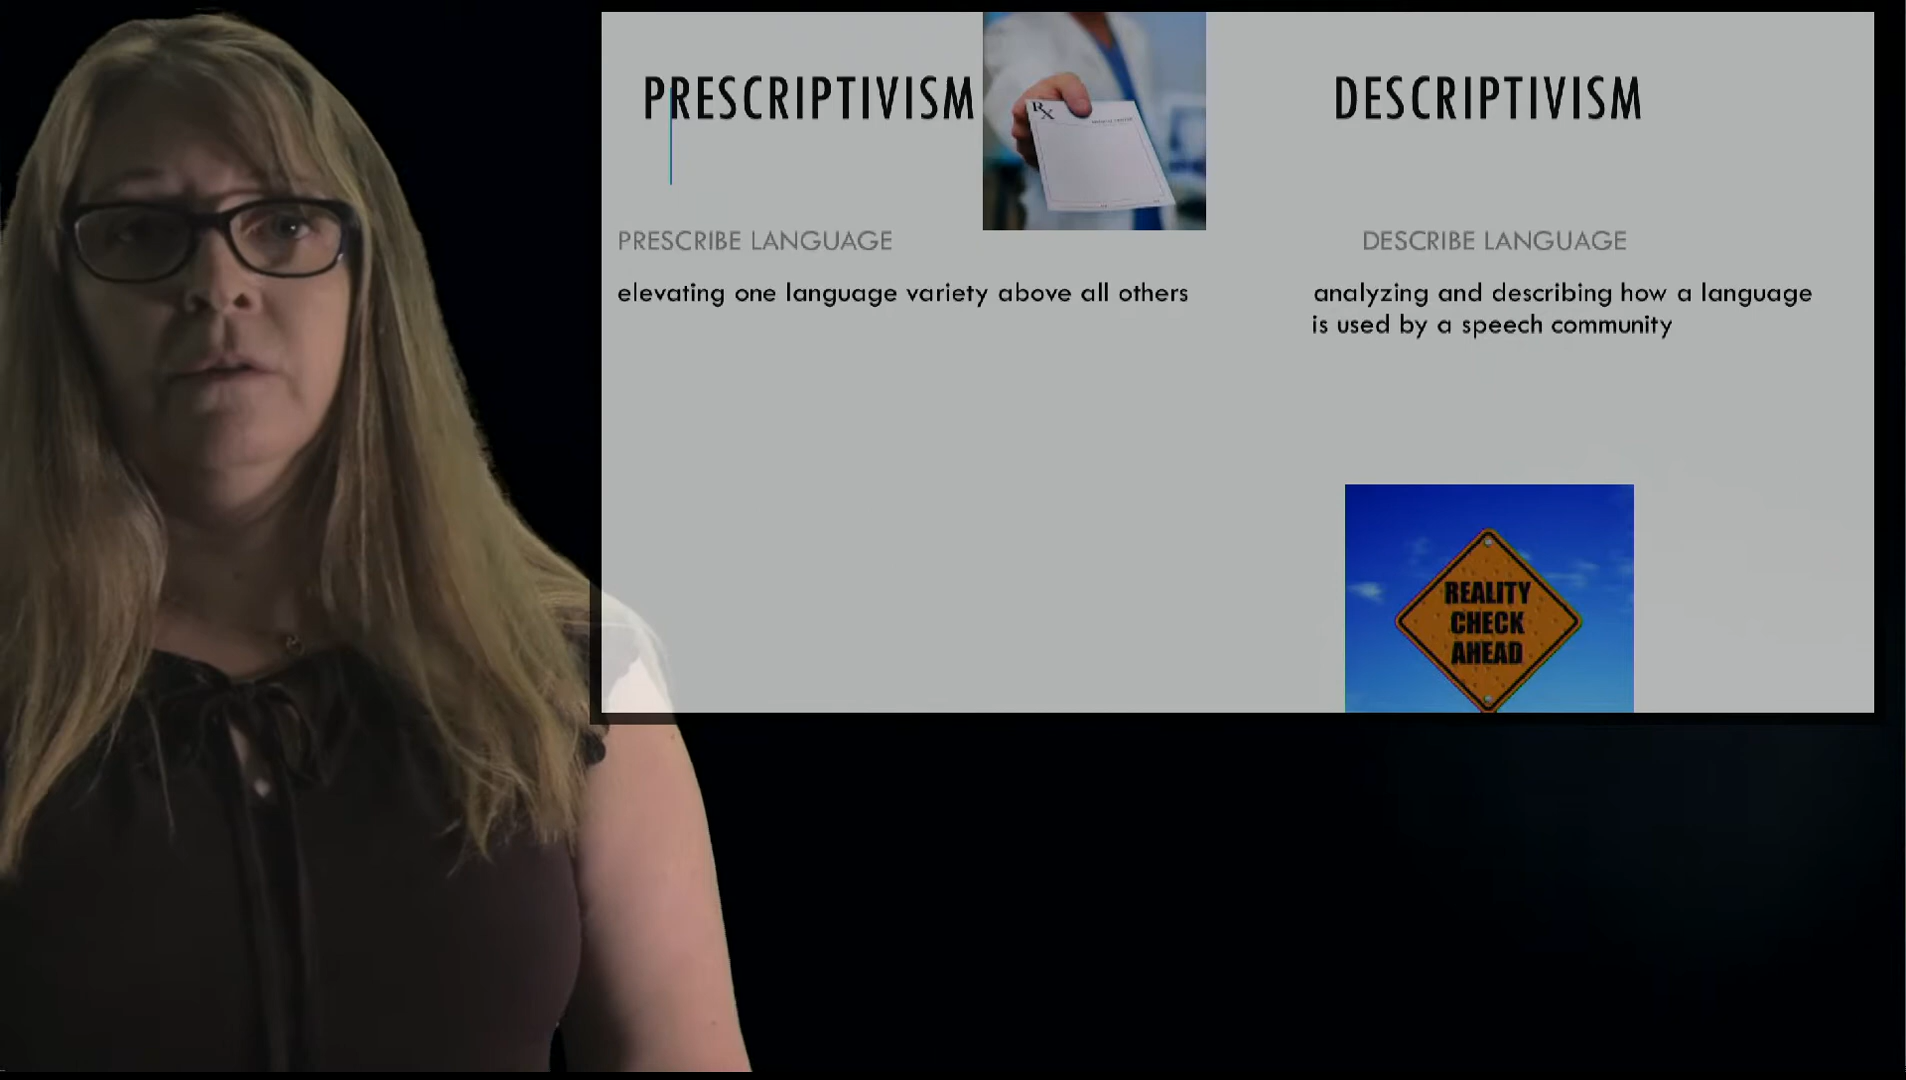 PRESCRIPTIVISM
PRESCRIBE LANGUAGE
elevating one language variety above all others
Rx
DESCRIPTIVISM
DESCRIBE LANGUAGE
analyzing and describing how a language
is used by a speech community
REALITY
CHECK
AHEAD